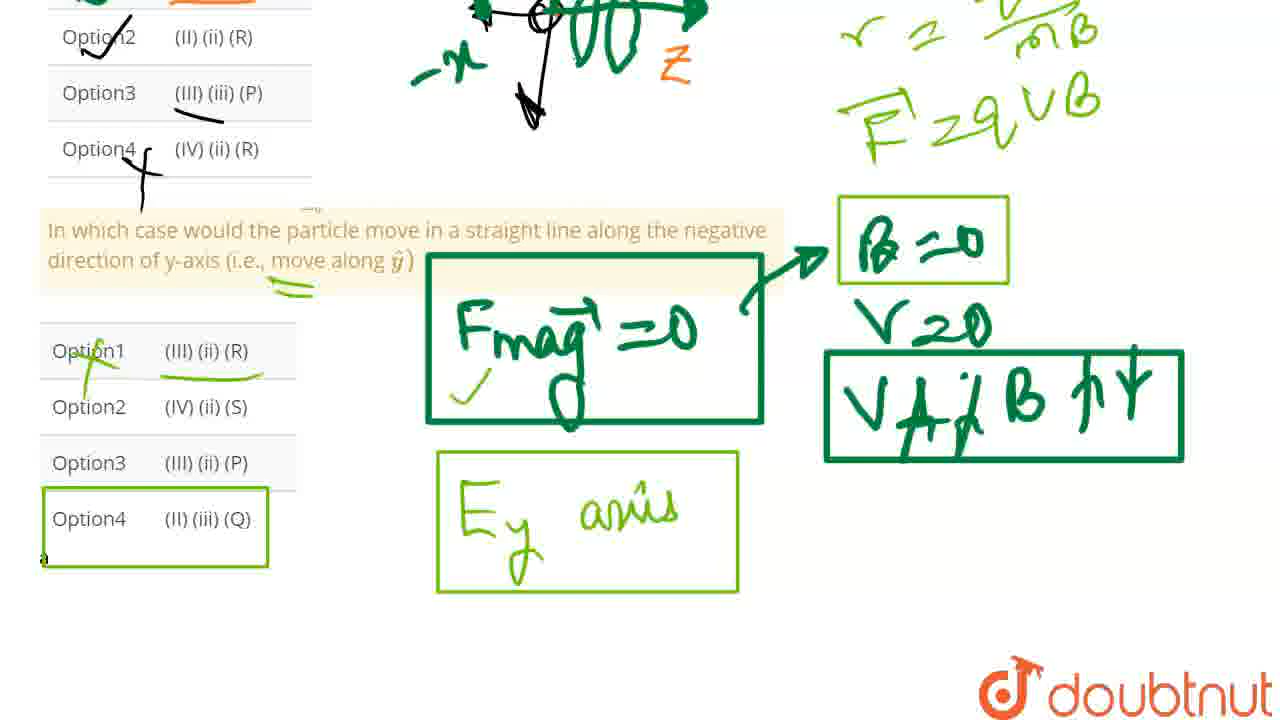 Option2 (II) (ii) (R)
Option3 (III) (iii) (P)
Option4 (IV) (ii) (R)
-x
Z
r = mB
F = qVB
In which case would the particle move in a straight line along the negative
direction of y-axis (i.e., move along ŷ)
Option1 (III) (ii) (R)
Option2 (IV) (ii) (S)
Option3 (III) (ii) (P)
Option4 (II) (iii) (Q)
a
Fmag = 0
Ey axis
B = 0
V = 0
V B
doubtnut